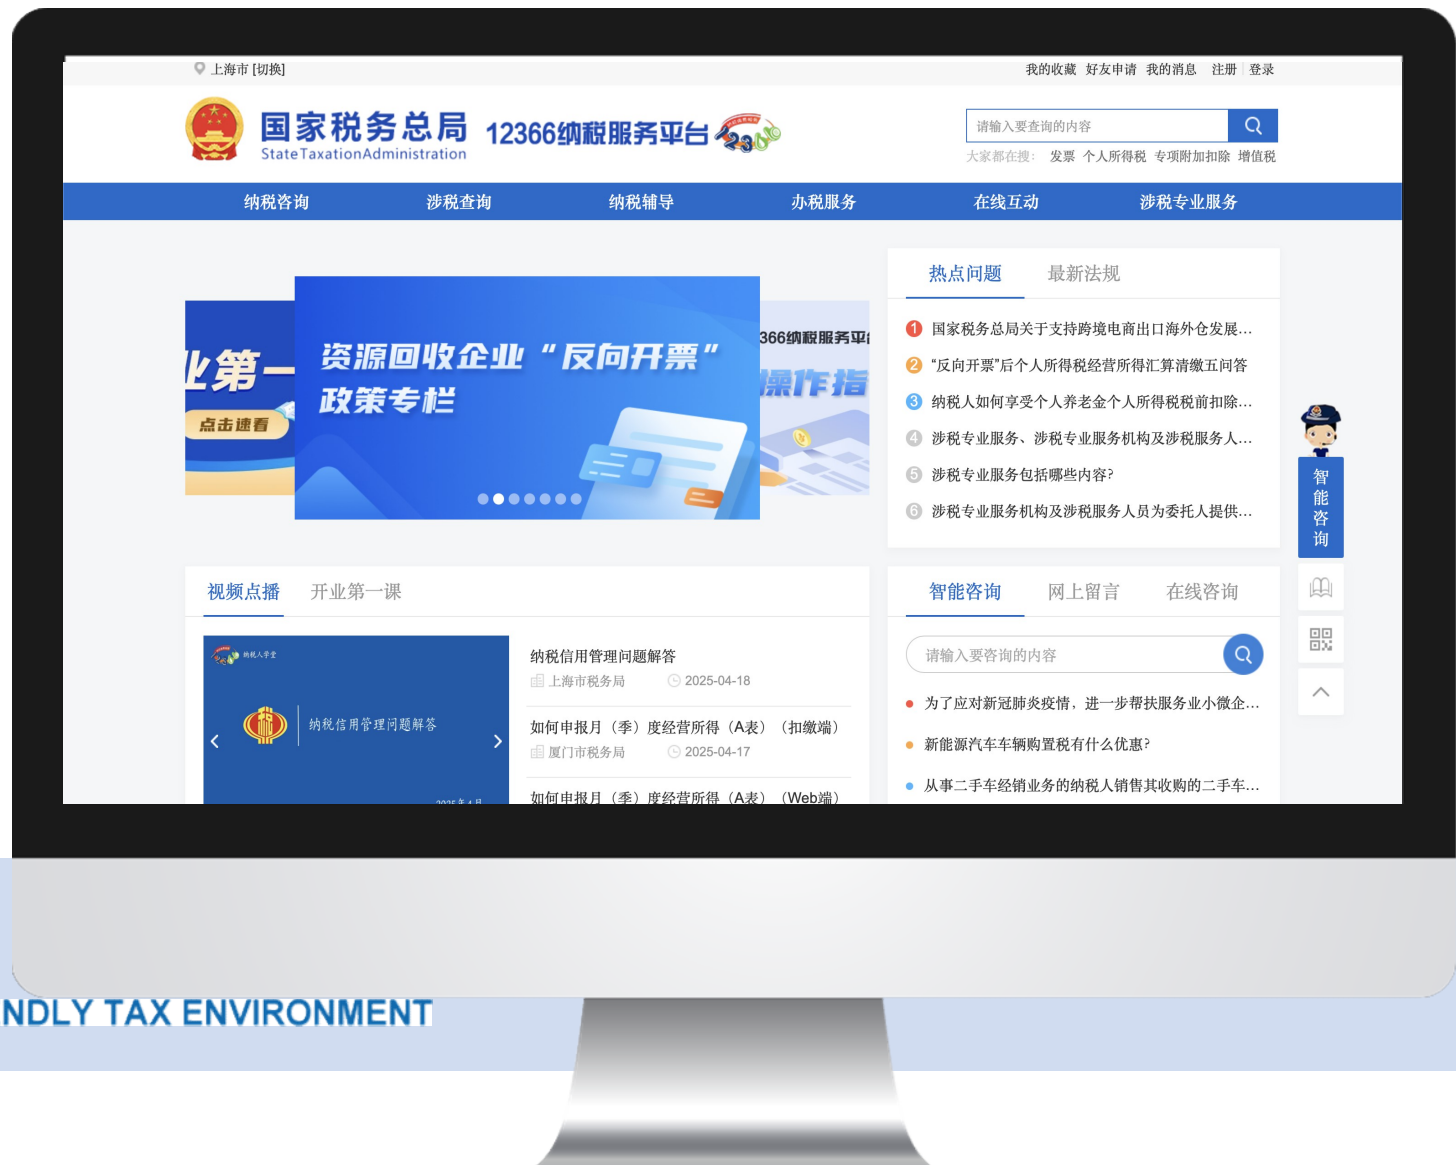 上海市 [切换]
我的收藏 好友申请 我的消息 注册 登录
国家税务总局
StateTaxationAdministration
12366纳税服务平台
12366
请输入要查询的内容
大家都在搜： 发票 个人所得税 专项附加扣除 增值税
纳税咨询 涉税查询 纳税辅导 办税服务 在线互动 涉税专业服务
业第一
点击速看
资源回收企业“反向开票”
政策专栏
366纳税服务平台
操作指
热点问题 最新法规
1 国家税务总局关于支持跨境电商出口海外仓发展...
2 “反向开票”后个人所得税经营所得汇算清缴五问答
3 纳税人如何享受个人养老金个人所得税税前扣除...
4 涉税专业服务、涉税专业服务机构及涉税服务人...
5 涉税专业服务包括哪些内容?
6 涉税专业服务机构及涉税服务人员为委托人提供...
智能咨询
视频点播 开业第一课
纳税人学堂
纳税信用管理问题解答
2025年4月
纳税信用管理问题解答
上海市税务局 2025-04-18
如何申报月（季）度经营所得（A表）（扣缴端）
厦门市税务局 2025-04-17
如何申报月（季）度经营所得（A表）（Web端）
智能咨询 网上留言 在线咨询
请输入要咨询的内容
为了应对新冠肺炎疫情，进一步帮扶服务业小微企...
新能源汽车车辆购置税有什么优惠?
从事二手车经销业务的纳税人销售其收购的二手车...
NDLY TAX ENVIRONMENT